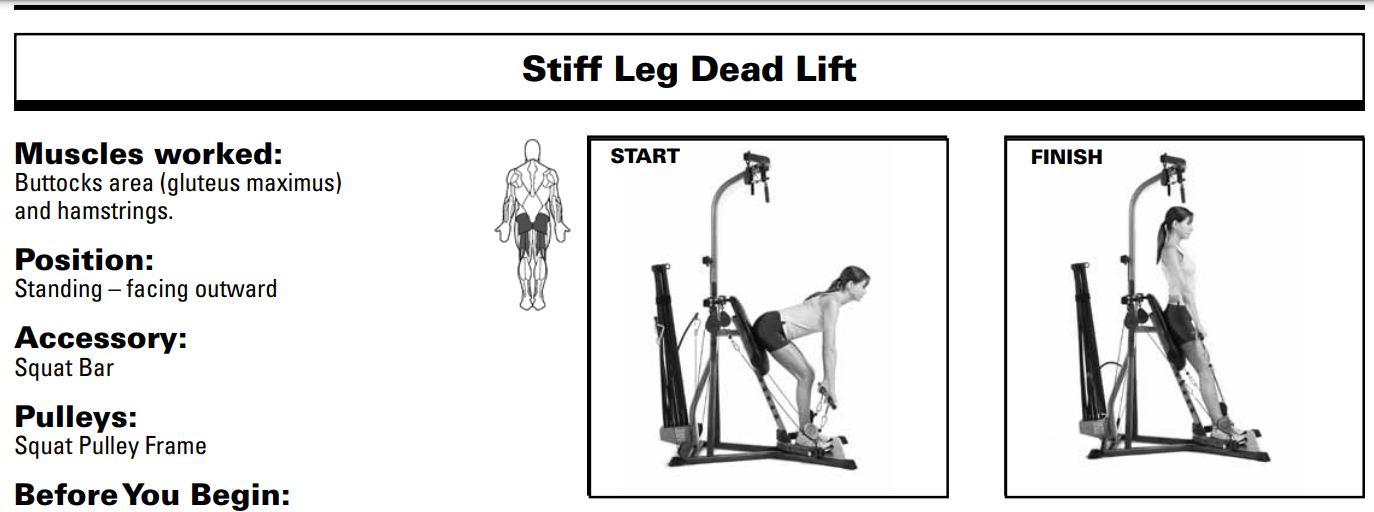 Stiff Leg Dead Lift
Muscles worked:
Buttocks area (gluteus maximus)
and hamstrings.
Position:
Standing – facing outward
Accessory:
Squat Bar
Pulleys:
Squat Pulley Frame
Before You Begin:
START
FINISH